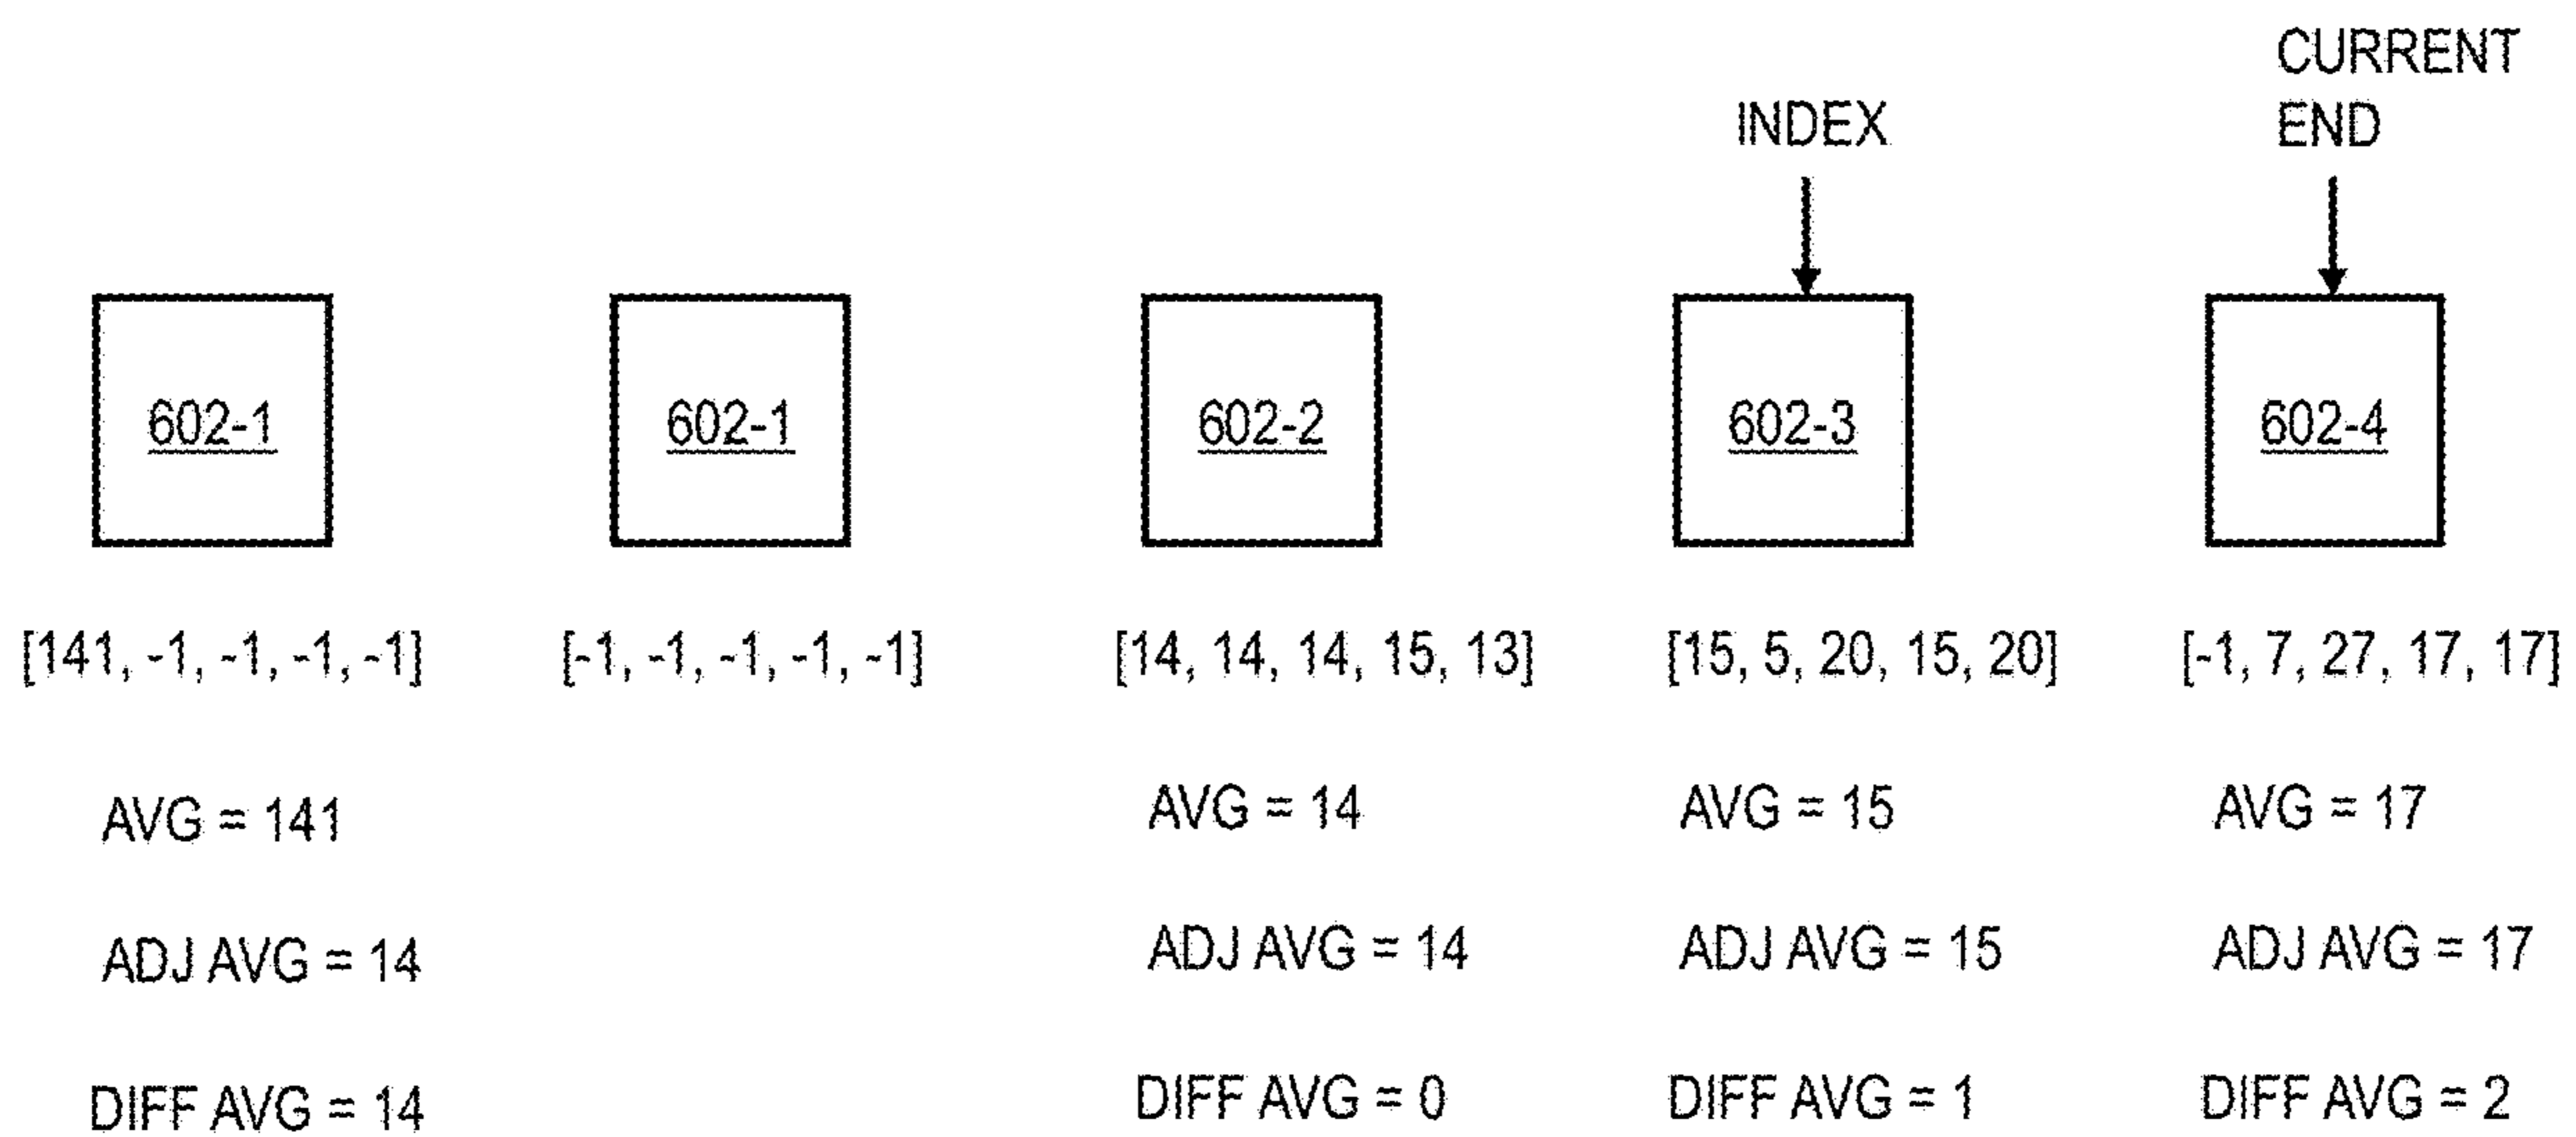 CURRENT
END
INDEX
602-1
602-1
602-2
602-3
602-4
[141, -1, -1, -1, -1]
[-1, -1, -1, -1, -1]
[14, 14, 14, 15, 13]
[15, 5, 20, 15, 20]
[-1, 7, 27, 17, 17]
AVG = 141
AVG = 14
AVG = 15
AVG = 17
ADJ AVG = 14
ADJ AVG = 14
ADJ AVG = 15
ADJ AVG = 17
DIFF AVG = 14
DIFF AVG = 0
DIFF AVG = 1
DIFF AVG = 2